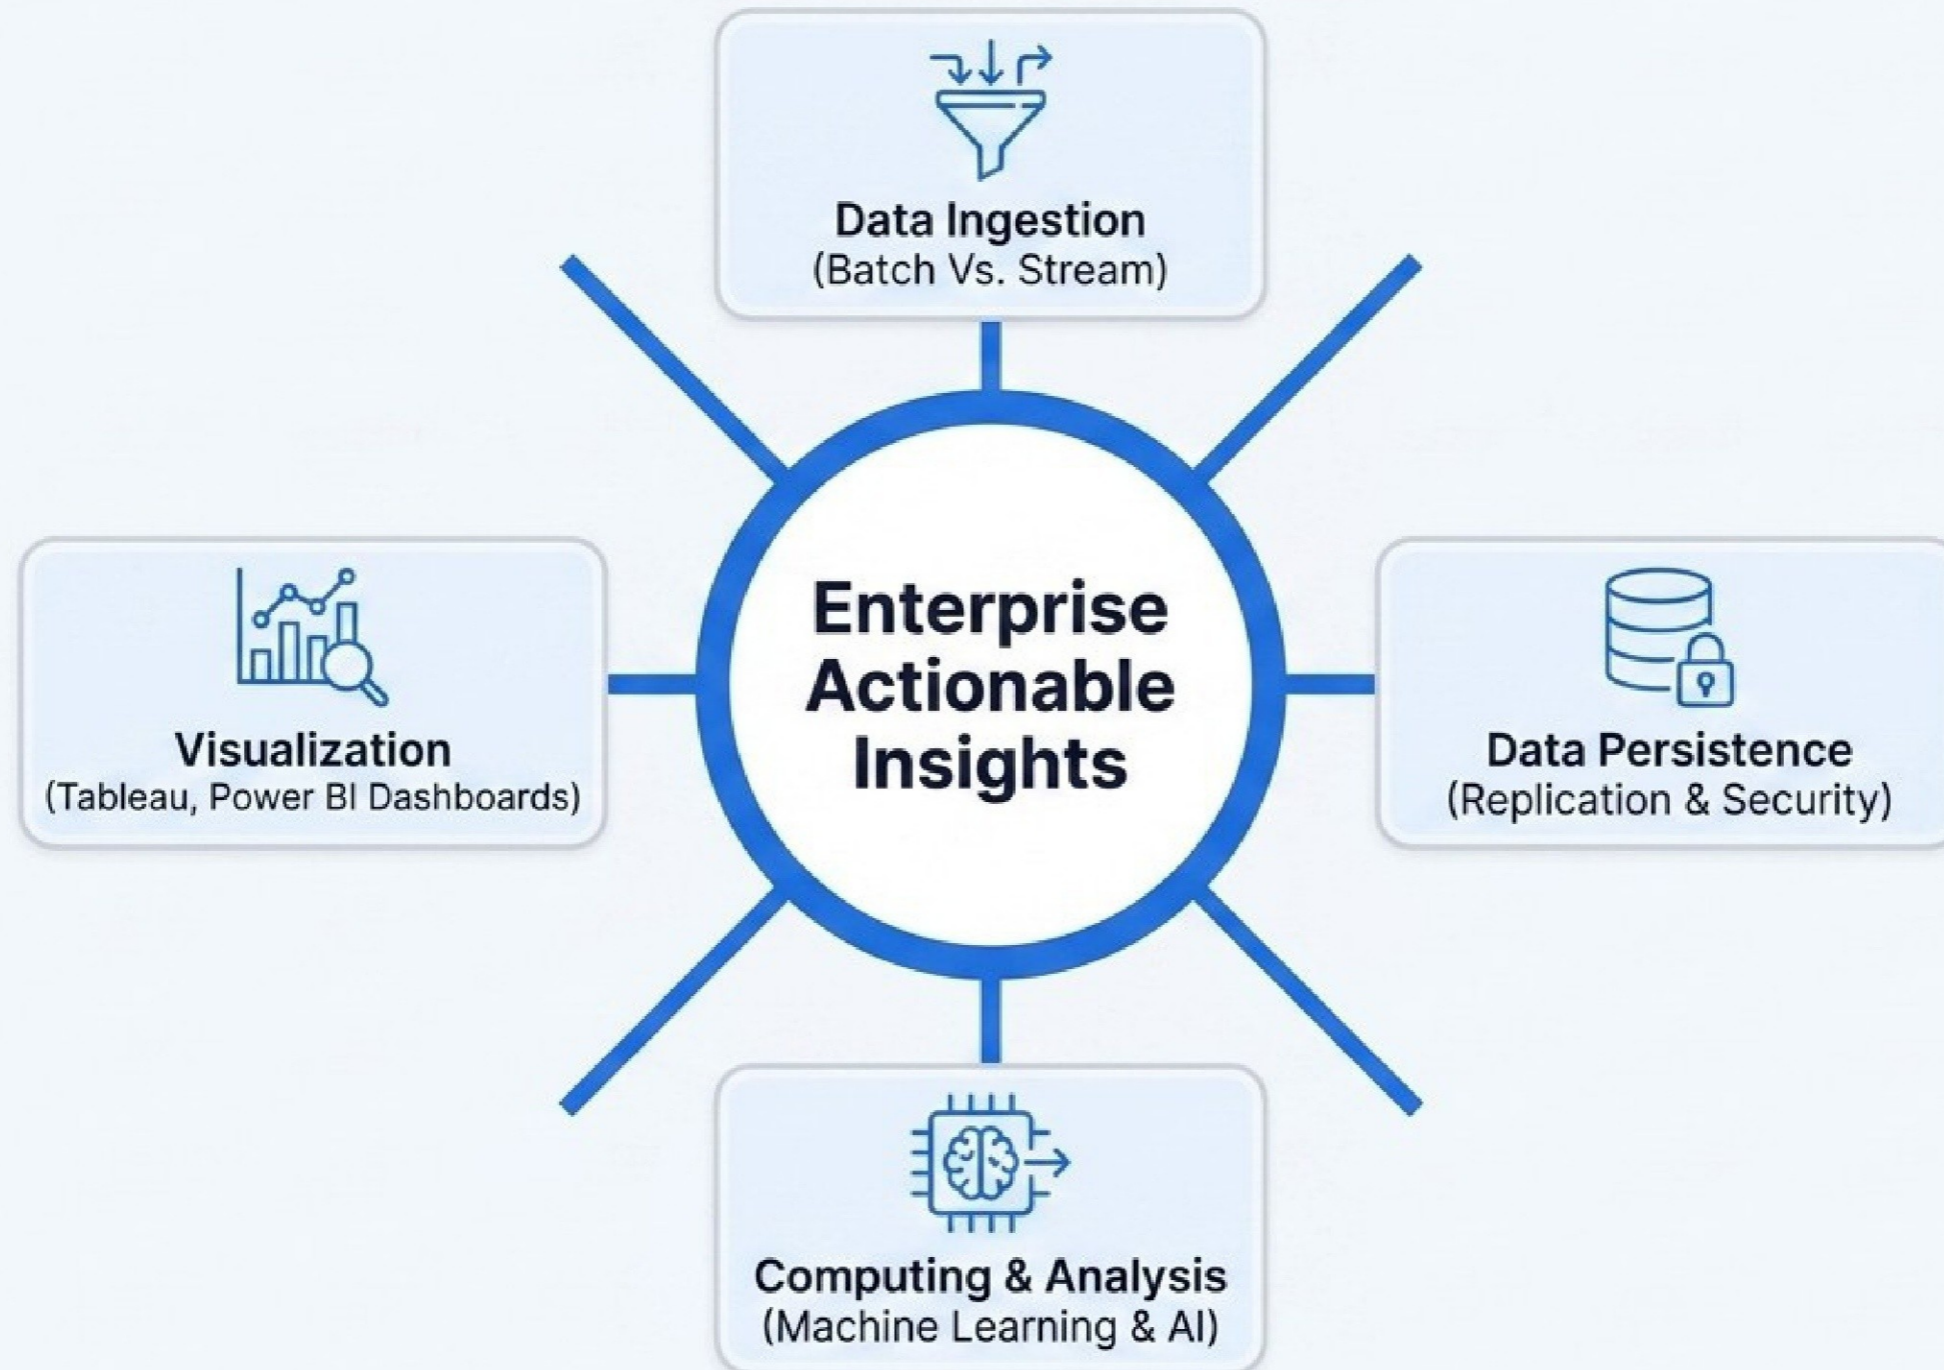 Data Ingestion
(Batch Vs. Stream)
Visualization
(Tableau, Power BI Dashboards)
Enterprise
Actionable
Insights
Data Persistence
(Replication & Security)
Computing & Analysis
(Machine Learning & AI)